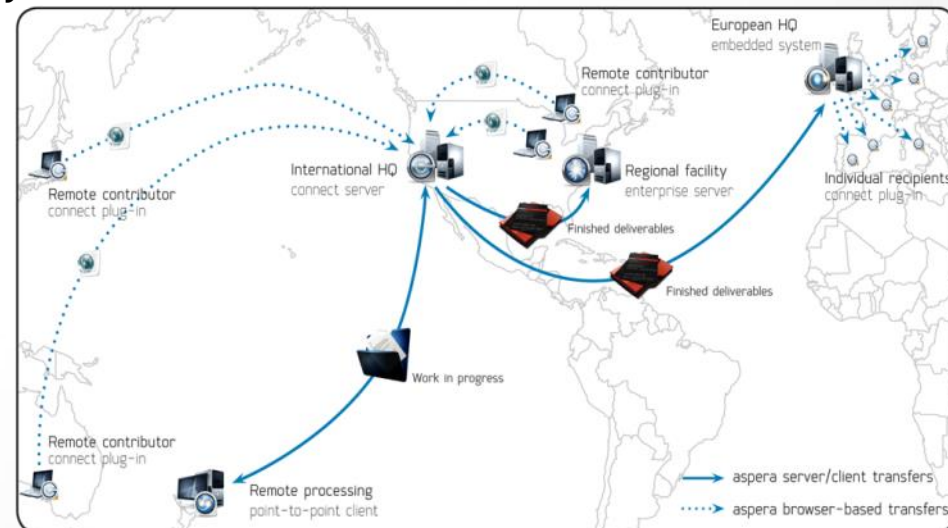 European HQ
embedded system
Remote contributor
connect plug-in
International HQ
connect server
Regional facility
enterprise server
Individual recipients
connect plug-in
Remote contributor
connect plug-in
Finished deliverables
Finished deliverables
Work in progress
Remote contributor
connect plug-in
Remote processing
point-to-point client
aspera server/client transfers
aspera browser-based transfers